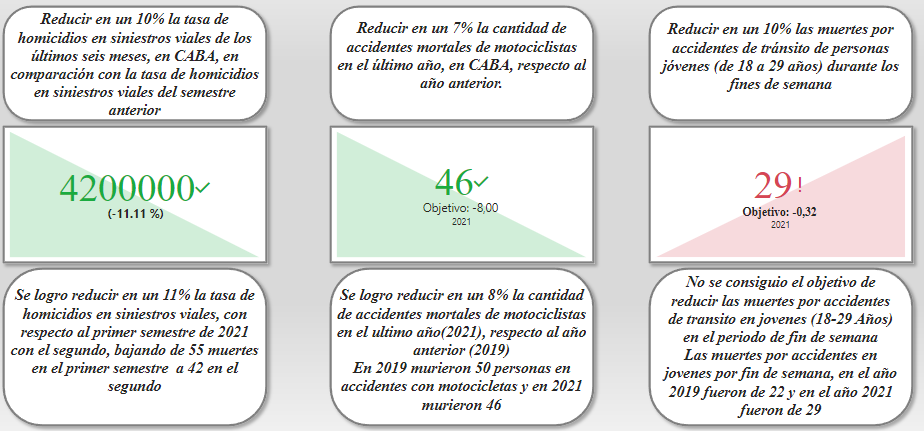 Reducir en un 10% la tasa de
homicidios en siniestros viales de los
últimos seis meses, en CABA, en
comparación con la tasa de homicidios
en siniestros viales del semestre
anterior
Reducir en un 7% la cantidad de
accidentes mortales de motociclistas
en el último año, en CABA, respecto al
año anterior.
Reducir en un 10% las muertes por
accidentes de tránsito de personas
jóvenes (de 18 a 29 años) durante los
fines de semana
4200000
(-11.11 %)
46
Objetivo: -8,00
2021
29!
Objetivo: -0,32
2021
Se logro reducir en un 11% la tasa de
homicidios en siniestros viales, con
respecto al primer semestre de 2021
con el segundo, bajando de 55 muertes
en el primer semestre a 42 en el
segundo
Se logro reducir en un 8% la cantidad
de accidentes mortales de motociclistas
en el ultimo año(2021), respecto al año
anterior (2019)
En 2019 murieron 50 personas en
accidentes con motocicletas y en 2021
murieron 46
No se consiguio el objetivo de
reducir las muertes por accidentes
de transito en jovenes (18-29 Años)
en el periodo de fin de semana
Las muertes por accidentes en
jovenes por fin de semana, en el año
2019 fueron de 22 y en el año 2021
fueron de 29